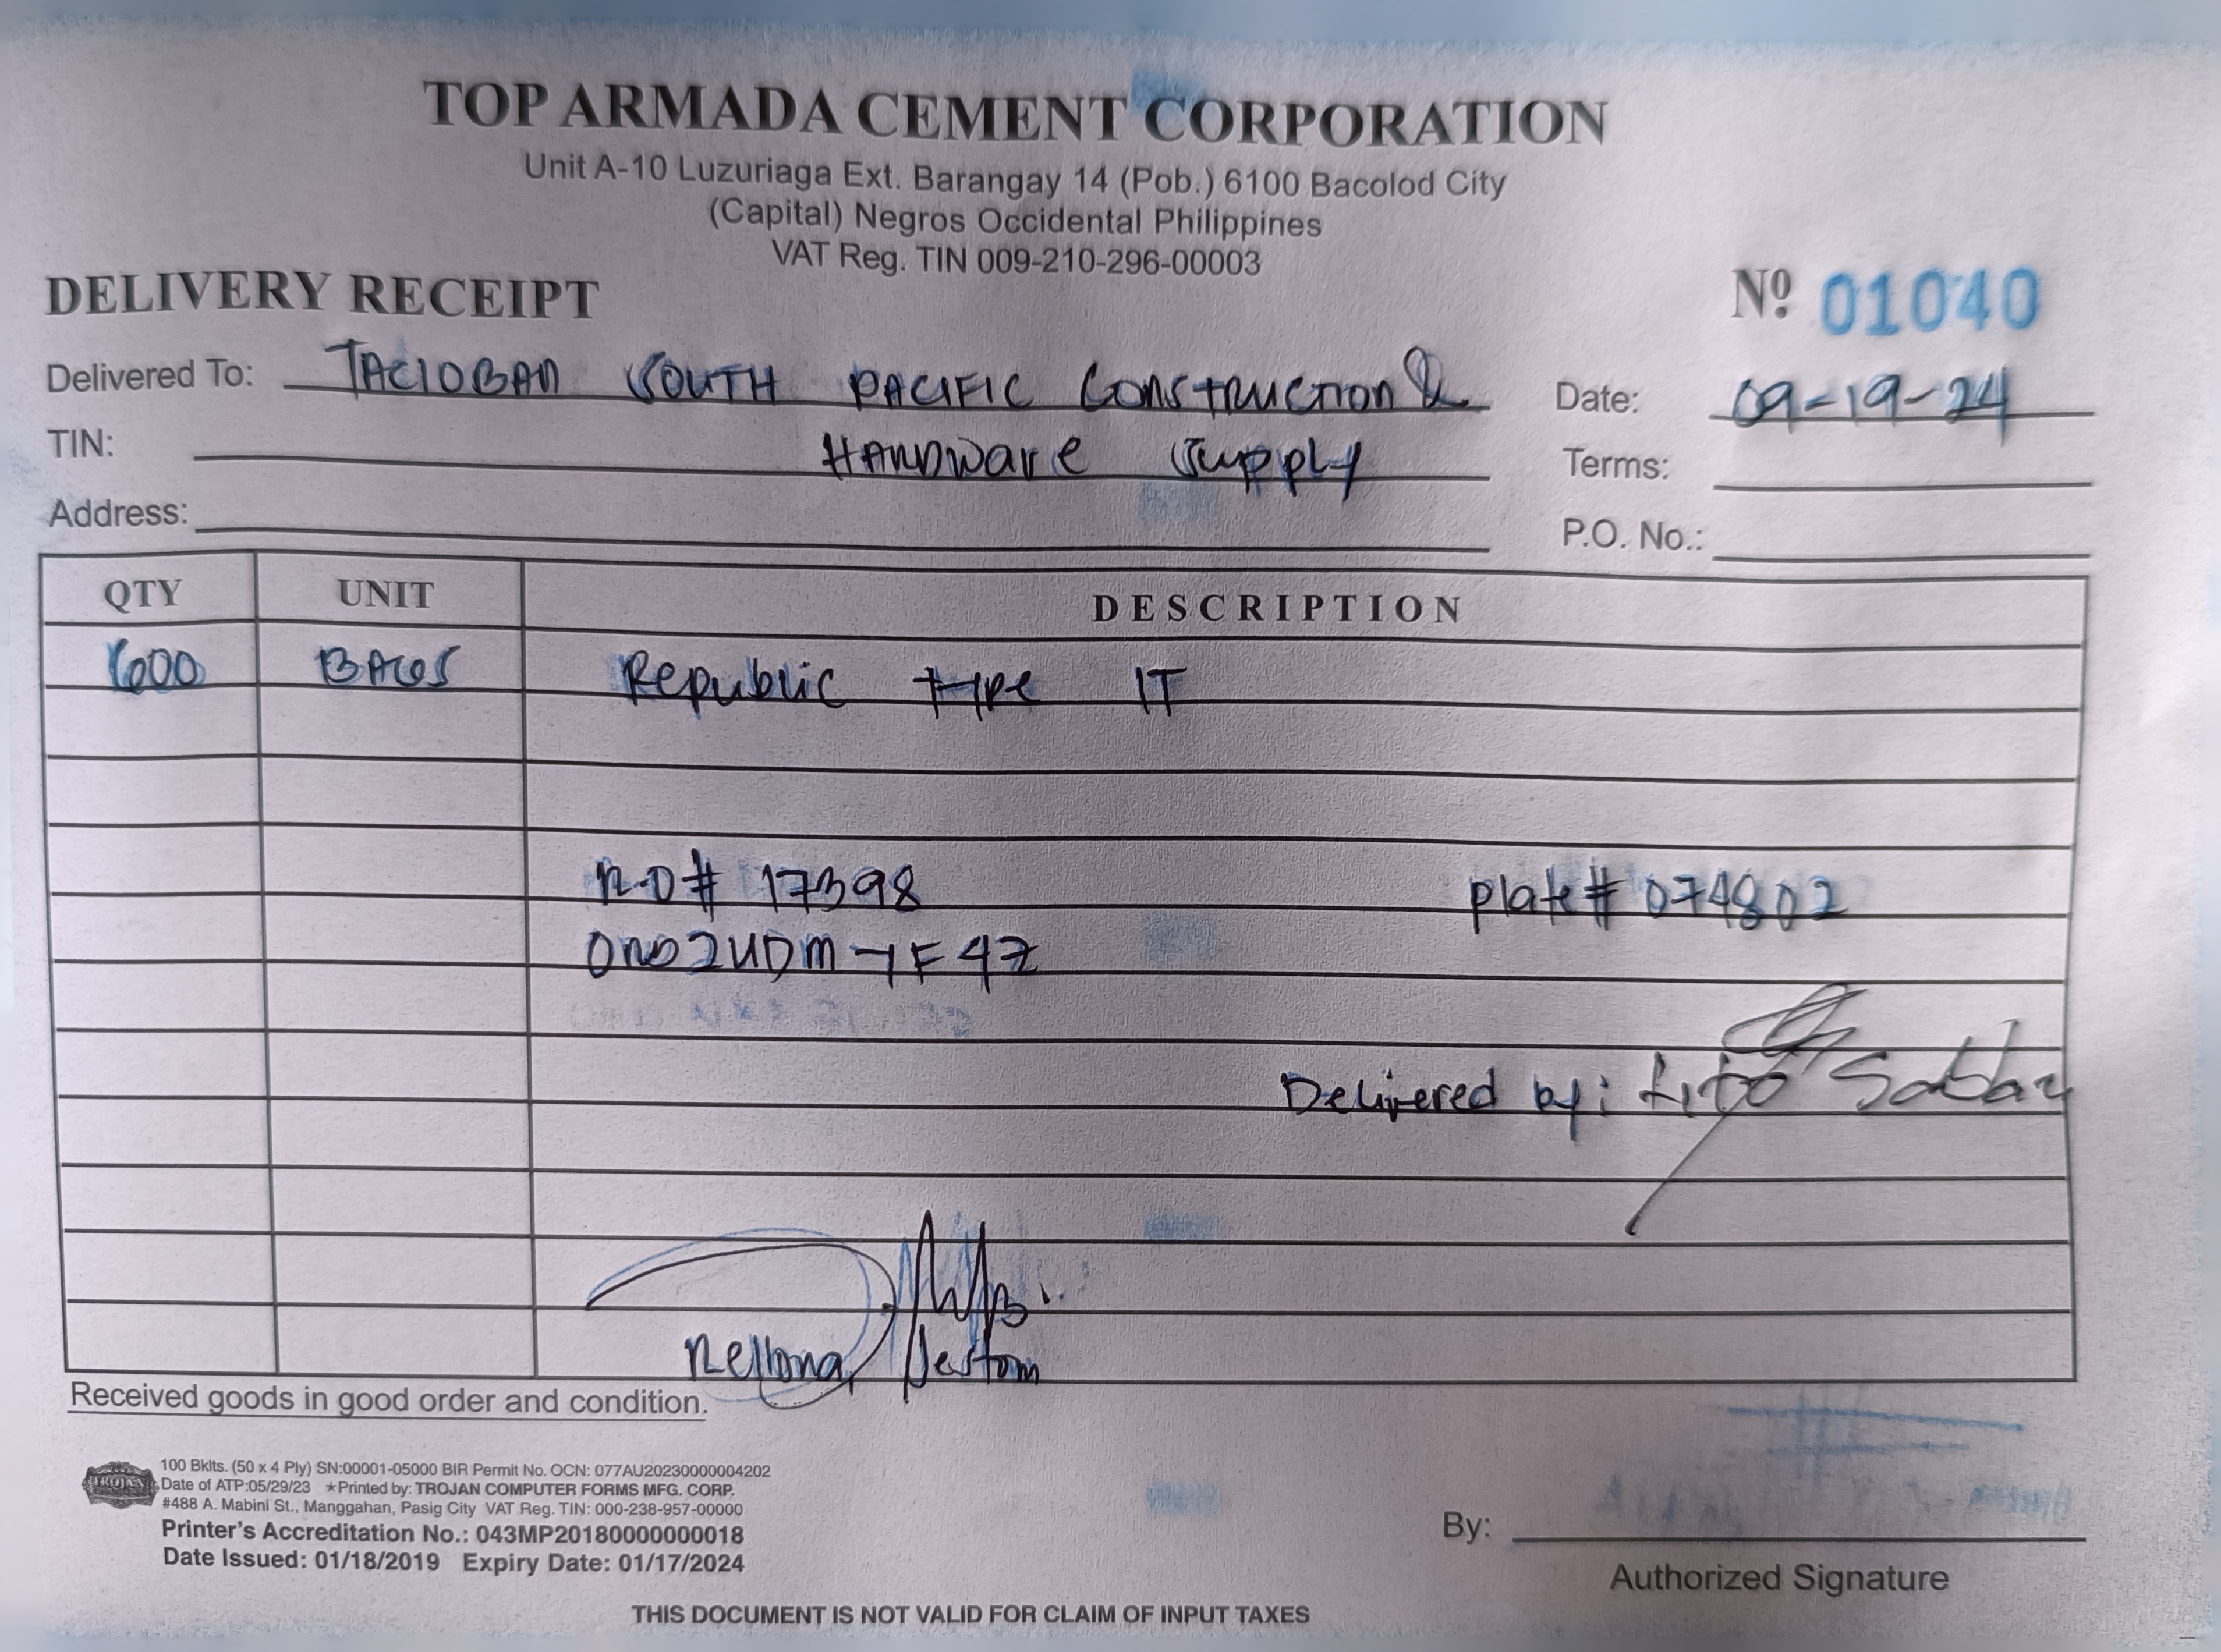 TOP ARMADA CEMENT CORPORATION
Unit A-10 Luzuriaga Ext. Barangay 14 (Pob.) 6100 Bacolod City
(Capital) Negros Occidental Philippines
VAT Reg. TIN 009-210-296-00003
DELIVERY RECEIPT
Nº 01040
Delivered To: TACLOBAN SOUTH PACIFIC CONSTRUCTION &
Date: 09-19-24
TIN: HARDWARE SUPPLY
Terms:
Address:
P.O. No.:
QTY UNIT DESCRIPTION
600 BAGS Republic type IT
R.O# 17398 plate# 074802
Delivered by: Lito
Rellona, Jestom
Received goods in good order and condition.
TROJAN
100 Bklts. (50 x 4 Ply) SN:00001-05000 BIR Permit No. OCN: 077AU20230000004202
Date of ATP:05/29/23 ★Printed by: TROJAN COMPUTER FORMS MFG. CORP.
#488 A. Mabini St., Manggahan, Pasig City VAT Reg. TIN: 000-238-957-00000
Printer's Accreditation No.: 043MP20180000000018
Date Issued: 01/18/2019 Expiry Date: 01/17/2024
By:
Authorized Signature
THIS DOCUMENT IS NOT VALID FOR CLAIM OF INPUT TAXES